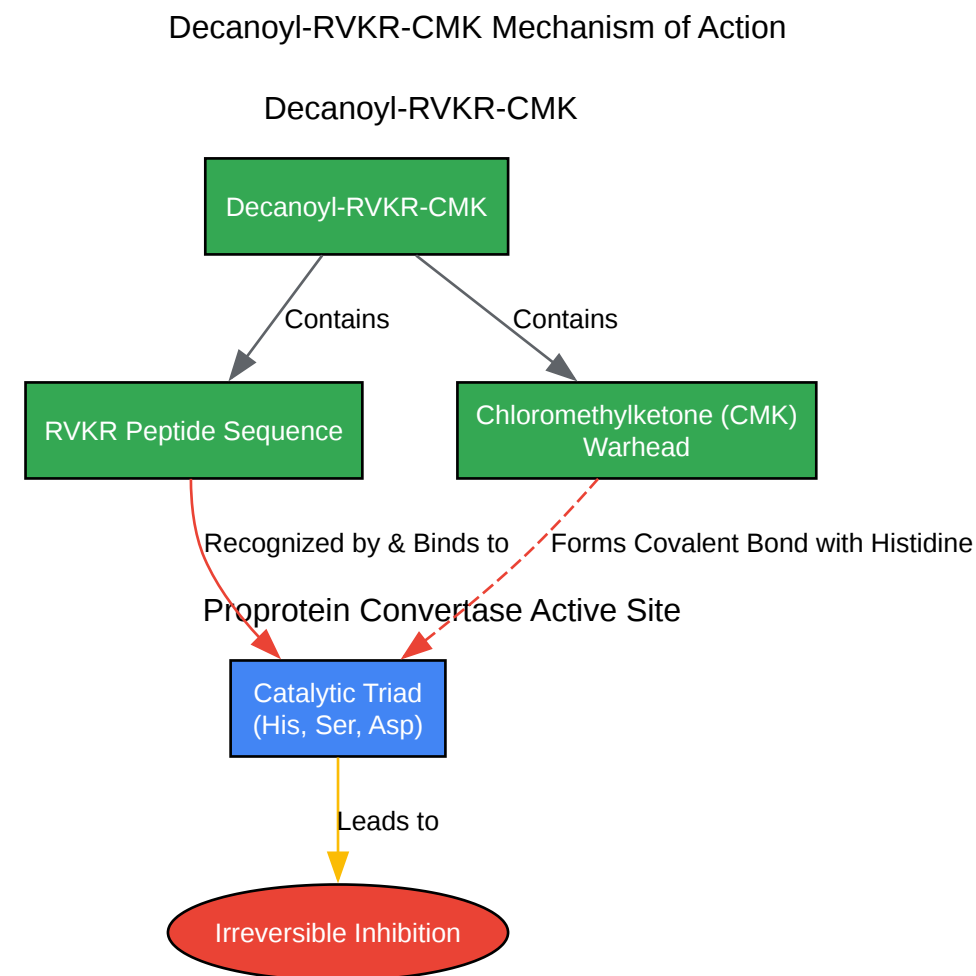 Decanoyl-RVKR-CMK Mechanism of Action
Decanoyl-RVKR-CMK
Decanoyl-RVKR-CMK
Contains
Contains
RVKR Peptide Sequence
Chloromethylketone (CMK)
Warhead
Recognized by & Binds to
Forms Covalent Bond with Histidine
Proprotein Convertase Active Site
Catalytic Triad
(His, Ser, Asp)
Leads to
Irreversible Inhibition